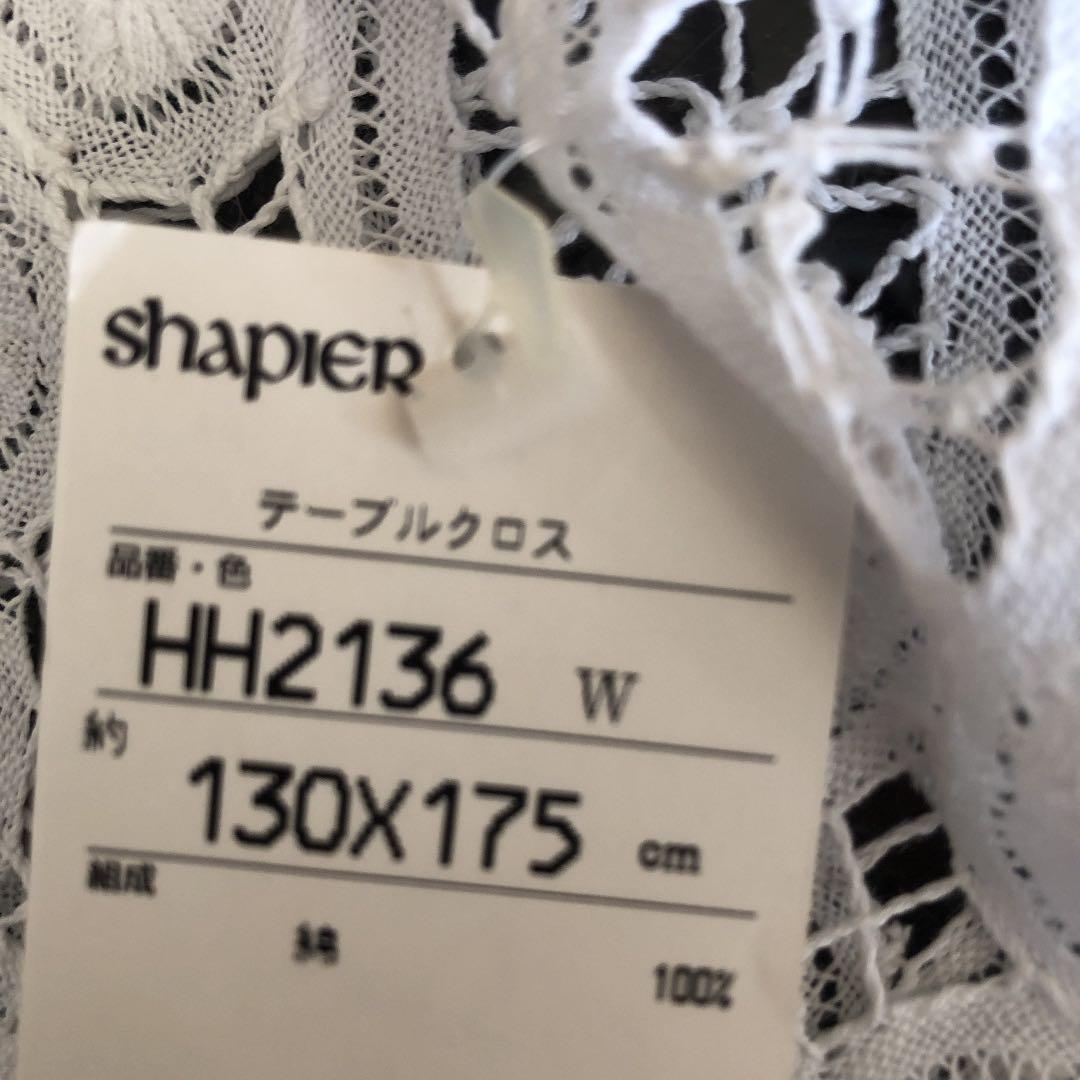 shapier
テーブルクロス
品番・色
HH2136 W
約
130X175 cm
組成
綿
100%